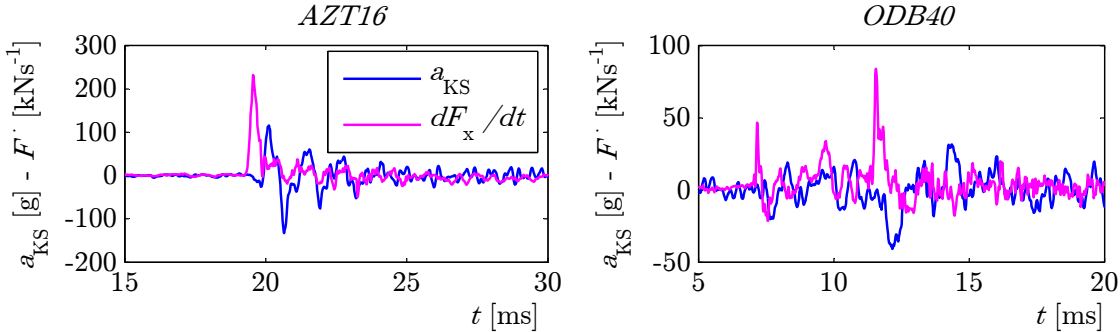 AZT16
a_KS [g] - F˙ [kNs⁻¹]
300
200
100
0
-100
-200
15 20 25 30
t [ms]
a_KS
dF_x /dt
ODB40
a_KS [g] - F˙ [kNs⁻¹]
100
50
0
-50
5 10 15 20
t [ms]